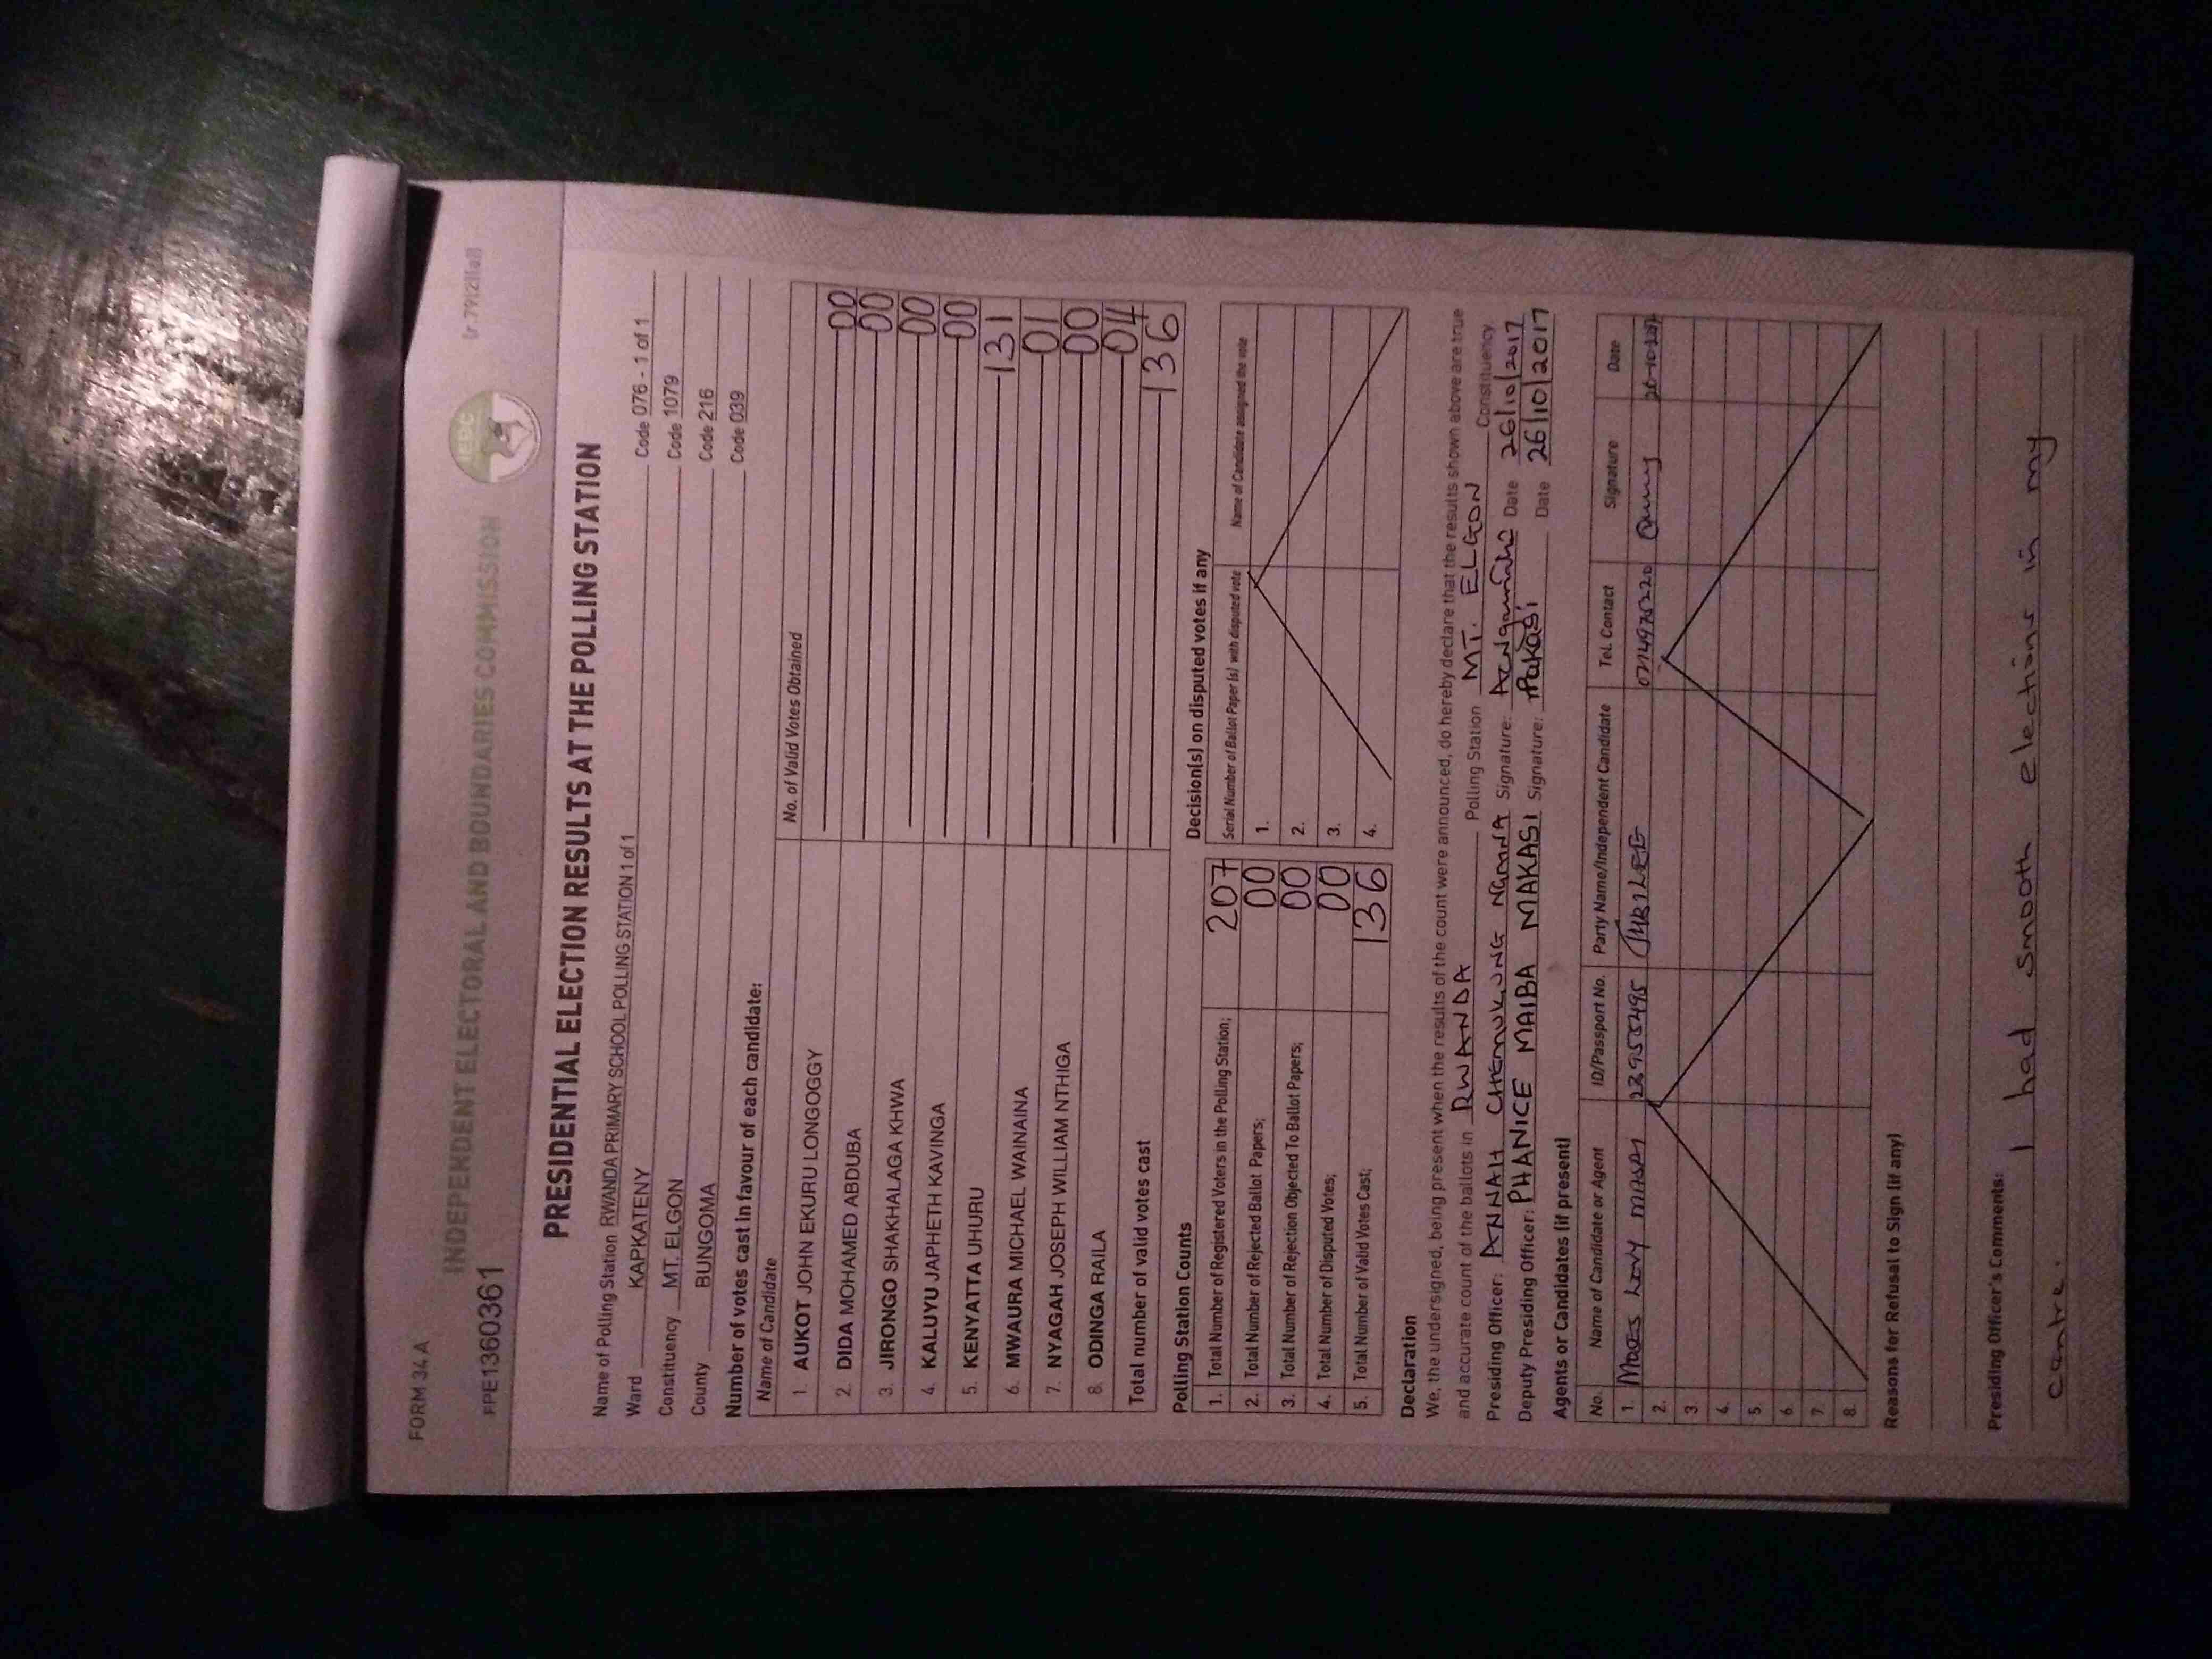 FORM 34 A
(r.79(2)(a))
INDEPENDENT ELECTORAL AND BOUNDARIES COMMISSION
IEBC
PPE1360361
PRESIDENTIAL ELECTION RESULTS AT THE POLLING STATION
Name of Polling Station RWANDA PRIMARY SCHOOL POLLING STATION 1 of 1 Code 076 - 1 of 1
Ward KAPKATENY Code 1079
Constituency MT. ELGON Code 216
County BUNGOMA Code 039
Number of votes cast in favour of each candidate:
Name of Candidate No. of Valid Votes Obtained
1. AUKOT JOHN EKURU LONGOGGY 00
2. DIDA MOHAMED ABDUBA 00
3. JIRONGO SHAKHALAGA KHWA 00
4. KALUYU JAPHETH KAVINGA 00
5. KENYATTA UHURU 131
6. MWAURA MICHAEL WAINAINA 01
7. NYAGAH JOSEPH WILLIAM NTHIGA 00
8. ODINGA RAILA 04
Total number of valid votes cast 136
Polling Station Counts
1. Total Number of Registered Voters in the Polling Station; 207
2. Total Number of Rejected Ballot Papers; 00
3. Total Number of Rejection Objected To Ballot Papers; 00
4. Total Number of Disputed Votes; 00
5. Total Number of Valid Votes Cast; 136
Decision(s) on disputed votes if any
Serial Number of Ballot Paper (s) with disputed vote Name of Candidate assigned the vote
1.
2.
3.
4.
Declaration
We, the undersigned, being present when the results of the count were announced, do hereby declare that the results shown above are true
and accurate count of the ballots in RWANDA Polling Station MT. ELGON Constituency.
Presiding Officer: ANNAH CHEMUKUNG Signature: Date 26/10/2017
Deputy Presiding Officer: PHANICE MAIBA MAKASI Signature: Date 26/10/2017
Agents or Candidates (if present)
No. Name of Candidate or Agent ID/Passport No. Party Name/Independent Candidate Tel. Contact Signature Date
1. MOSES 23955495 JUBILEE 26-10-2017
2.
3.
4.
5.
6.
7.
8.
Reasons for Refusal to Sign (if any)
Presiding Officer's Comments: I had smooth elections in my
centre.